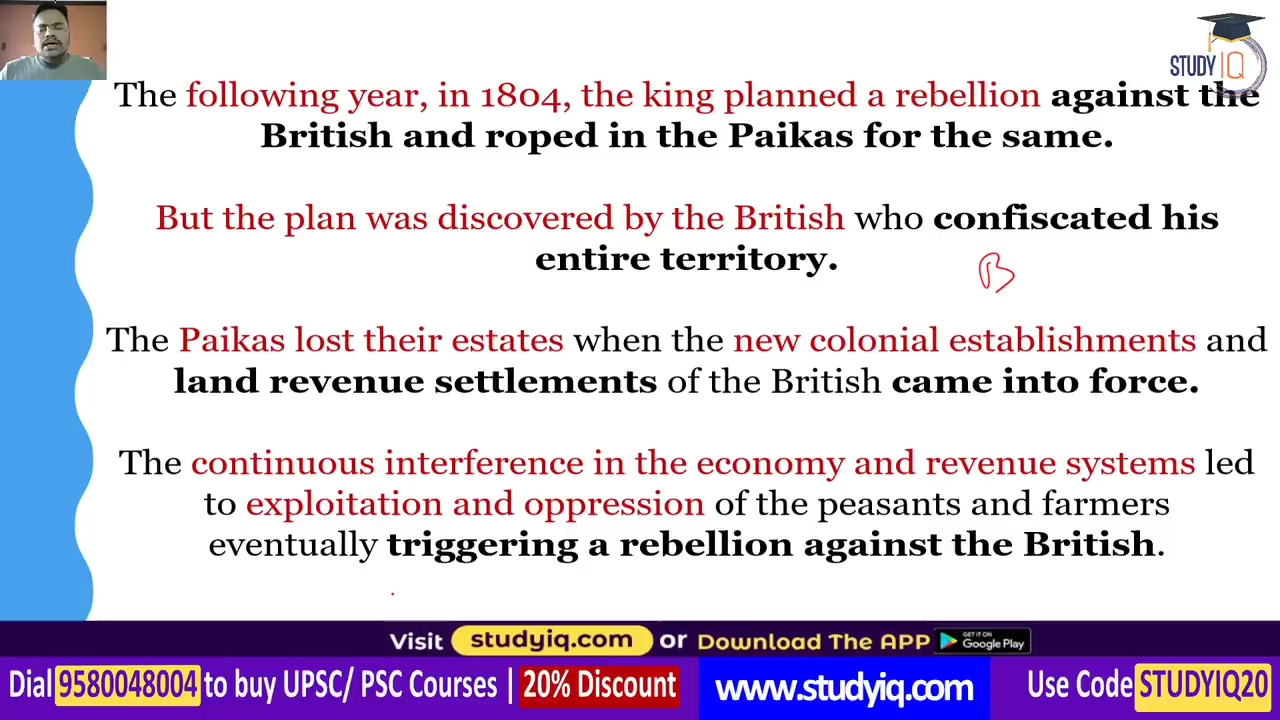 STUDY IQ
The following year, in 1804, the king planned a rebellion against the
British and roped in the Paikas for the same.
But the plan was discovered by the British who confiscated his
entire territory.
B
The Paikas lost their estates when the new colonial establishments and
land revenue settlements of the British came into force.
The continuous interference in the economy and revenue systems led
to exploitation and oppression of the peasants and farmers
eventually triggering a rebellion against the British.
Visit studyiq.com or Download The APP GET IT ON Google Play
Dial 9580048004 to buy UPSC/ PSC Courses | 20% Discount www.studyiq.com Use Code STUDYIQ20